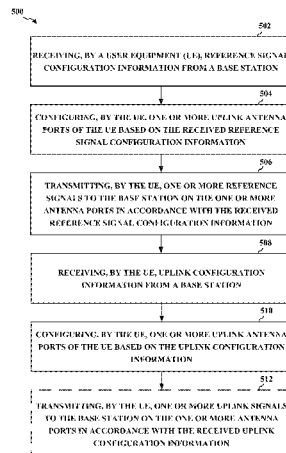 500
502
RECEIVING, BY A USER EQUIPMENT (UE), REFERENCE SIGNAL
CONFIGURATION INFORMATION FROM A BASE STATION
504
CONFIGURING, BY THE UE, ONE OR MORE UPLINK ANTENNA
PORTS OF THE UE BASED ON THE RECEIVED REFERENCE
SIGNAL CONFIGURATION INFORMATION
506
TRANSMITTING, BY THE UE, ONE OR MORE REFERENCE
SIGNALS TO THE BASE STATION ON THE ONE OR MORE
ANTENNA PORTS IN ACCORDANCE WITH THE RECEIVED
REFERENCE SIGNAL CONFIGURATION INFORMATION
508
RECEIVING, BY THE UE, UPLINK CONFIGURATION
INFORMATION FROM A BASE STATION
510
CONFIGURING, BY THE UE, ONE OR MORE UPLINK ANTENNA
PORTS OF THE UE BASED ON THE UPLINK CONFIGURATION
INFORMATION
512
TRANSMITTING, BY THE UE, ONE OR MORE UPLINK SIGNALS
TO THE BASE STATION ON THE ONE OR MORE ANTENNA
PORTS IN ACCORDANCE WITH THE RECEIVED UPLINK
CONFIGURATION INFORMATION